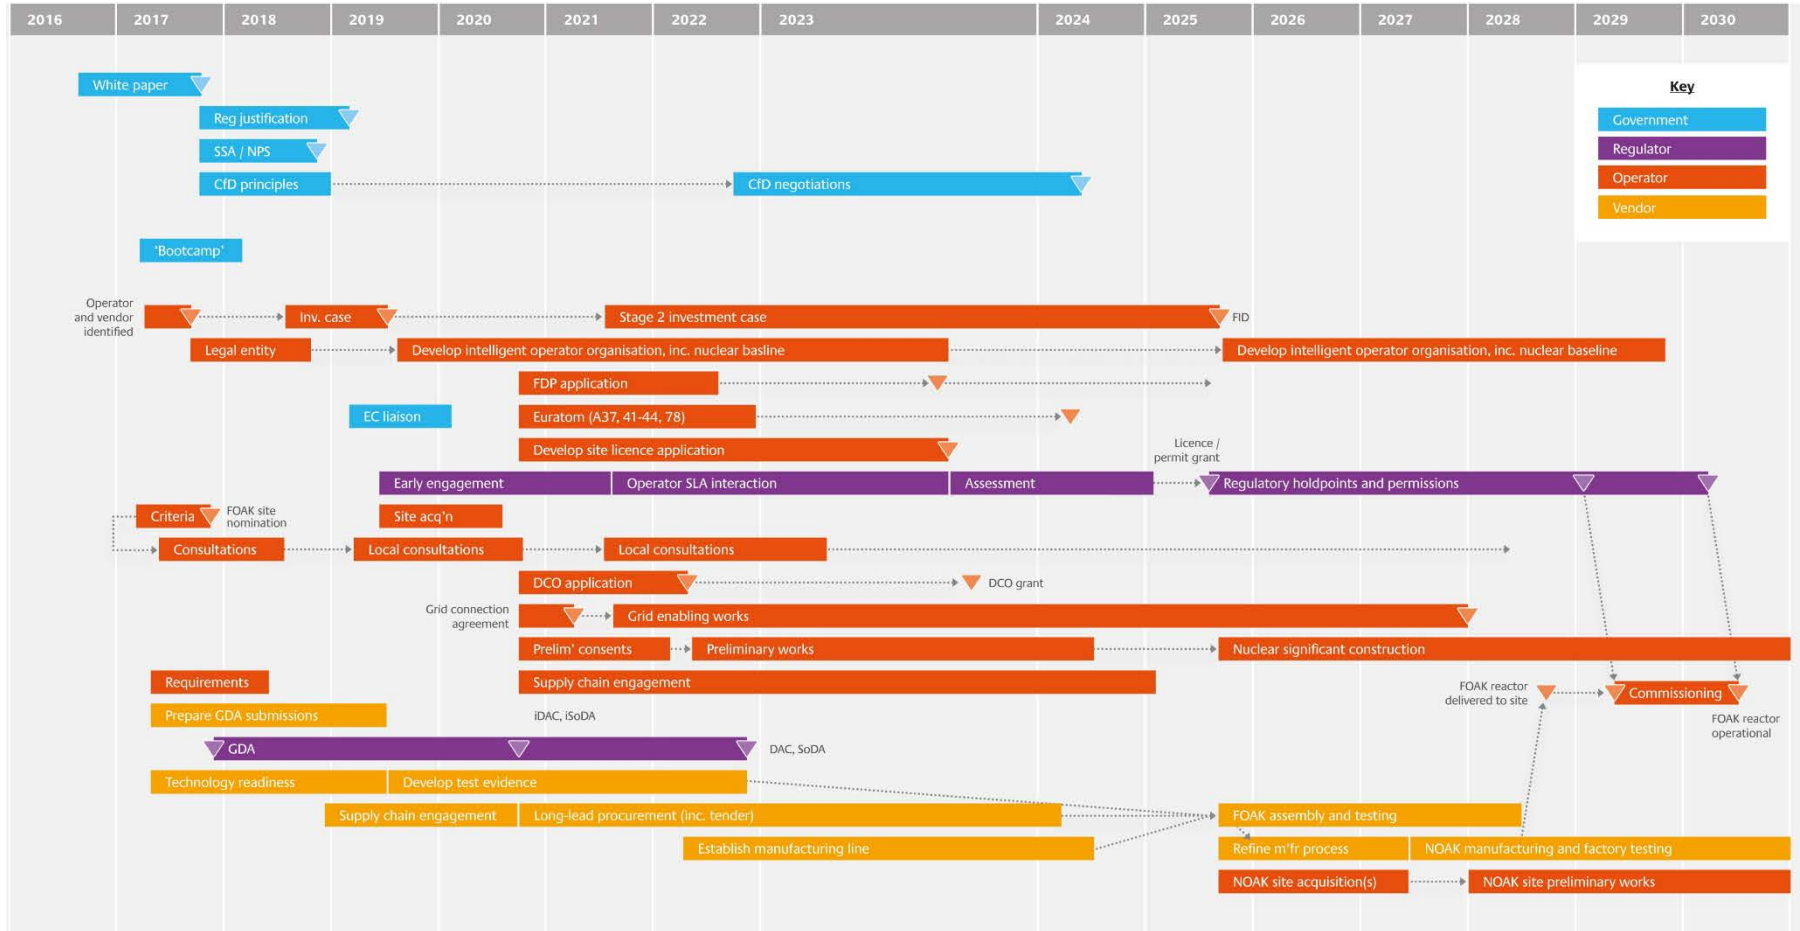 2016 2017 2018 2019 2020 2021 2022 2023 2024 2025 2026 2027 2028 2029 2030
Key
Government
Regulator
Operator
Vendor
White paper
Reg justification
SSA / NPS
CfD principles
CfD negotiations
'Bootcamp'
Operator
and vendor
identified
Inv. case
Stage 2 investment case
FID
Legal entity
Develop intelligent operator organisation, inc. nuclear basline
Develop intelligent operator organisation, inc. nuclear baseline
FDP application
EC liaison
Euratom (A37, 41-44, 78)
Develop site licence application
Licence /
permit grant
Early engagement
Operator SLA interaction
Assessment
Regulatory holdpoints and permissions
Criteria
FOAK site
nomination
Site acq'n
Consultations
Local consultations
Local consultations
DCO application
DCO grant
Grid connection
agreement
Grid enabling works
Prelim' consents
Preliminary works
Nuclear significant construction
Requirements
Supply chain engagement
FOAK reactor
delivered to site
Commissioning
FOAK reactor
operational
Prepare GDA submissions
iDAC, iSoDA
GDA
DAC, SoDA
Technology readiness
Develop test evidence
Supply chain engagement
Long-lead procurement (inc. tender)
FOAK assembly and testing
Establish manufacturing line
Refine m'fr process
NOAK manufacturing and factory testing
NOAK site acquisition(s)
NOAK site preliminary works